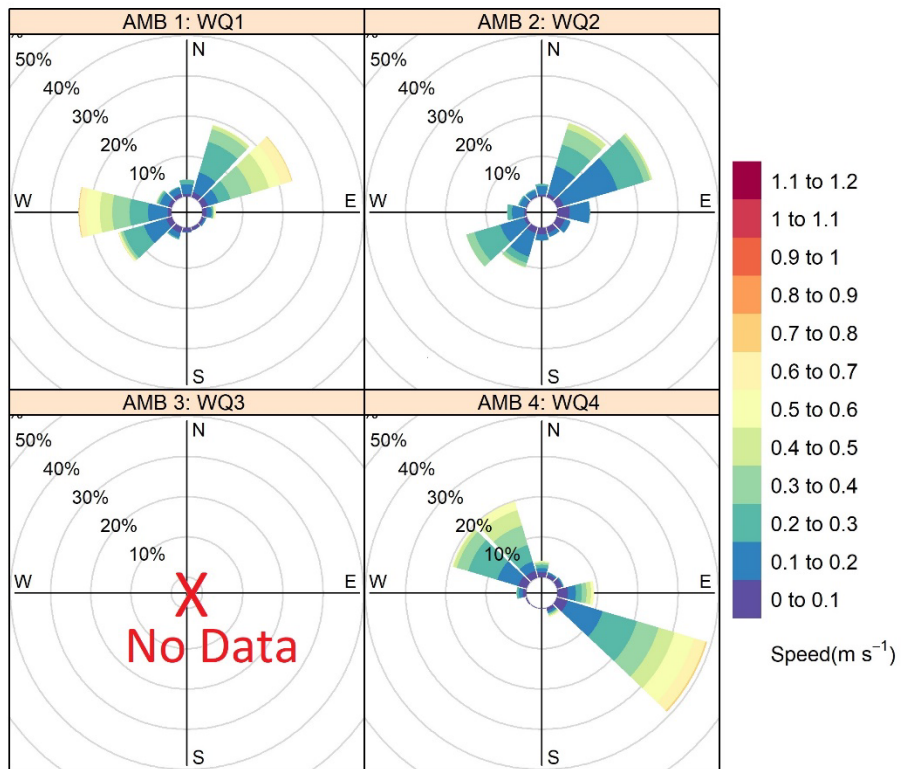 AMB 1: WQ1
AMB 2: WQ2
N
50%
40%
30%
20%
10%
W
E
S
N
50%
40%
30%
20%
10%
W
E
S
AMB 3: WQ3
AMB 4: WQ4
N
50%
40%
30%
20%
10%
W
E
X
No Data
S
N
50%
40%
30%
20%
10%
W
E
S
1.1 to 1.2
1 to 1.1
0.9 to 1
0.8 to 0.9
0.7 to 0.8
0.6 to 0.7
0.5 to 0.6
0.4 to 0.5
0.3 to 0.4
0.2 to 0.3
0.1 to 0.2
0 to 0.1
Speed(m s⁻¹)